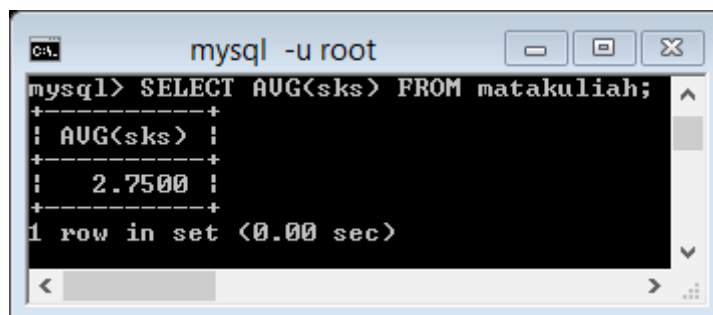 C:\.
mysql -u root
mysql> SELECT AVG(sks) FROM matakuliah;
+----------+
| AVG(sks) |
+----------+
|   2.7500 |
+----------+
1 row in set (0.00 sec)